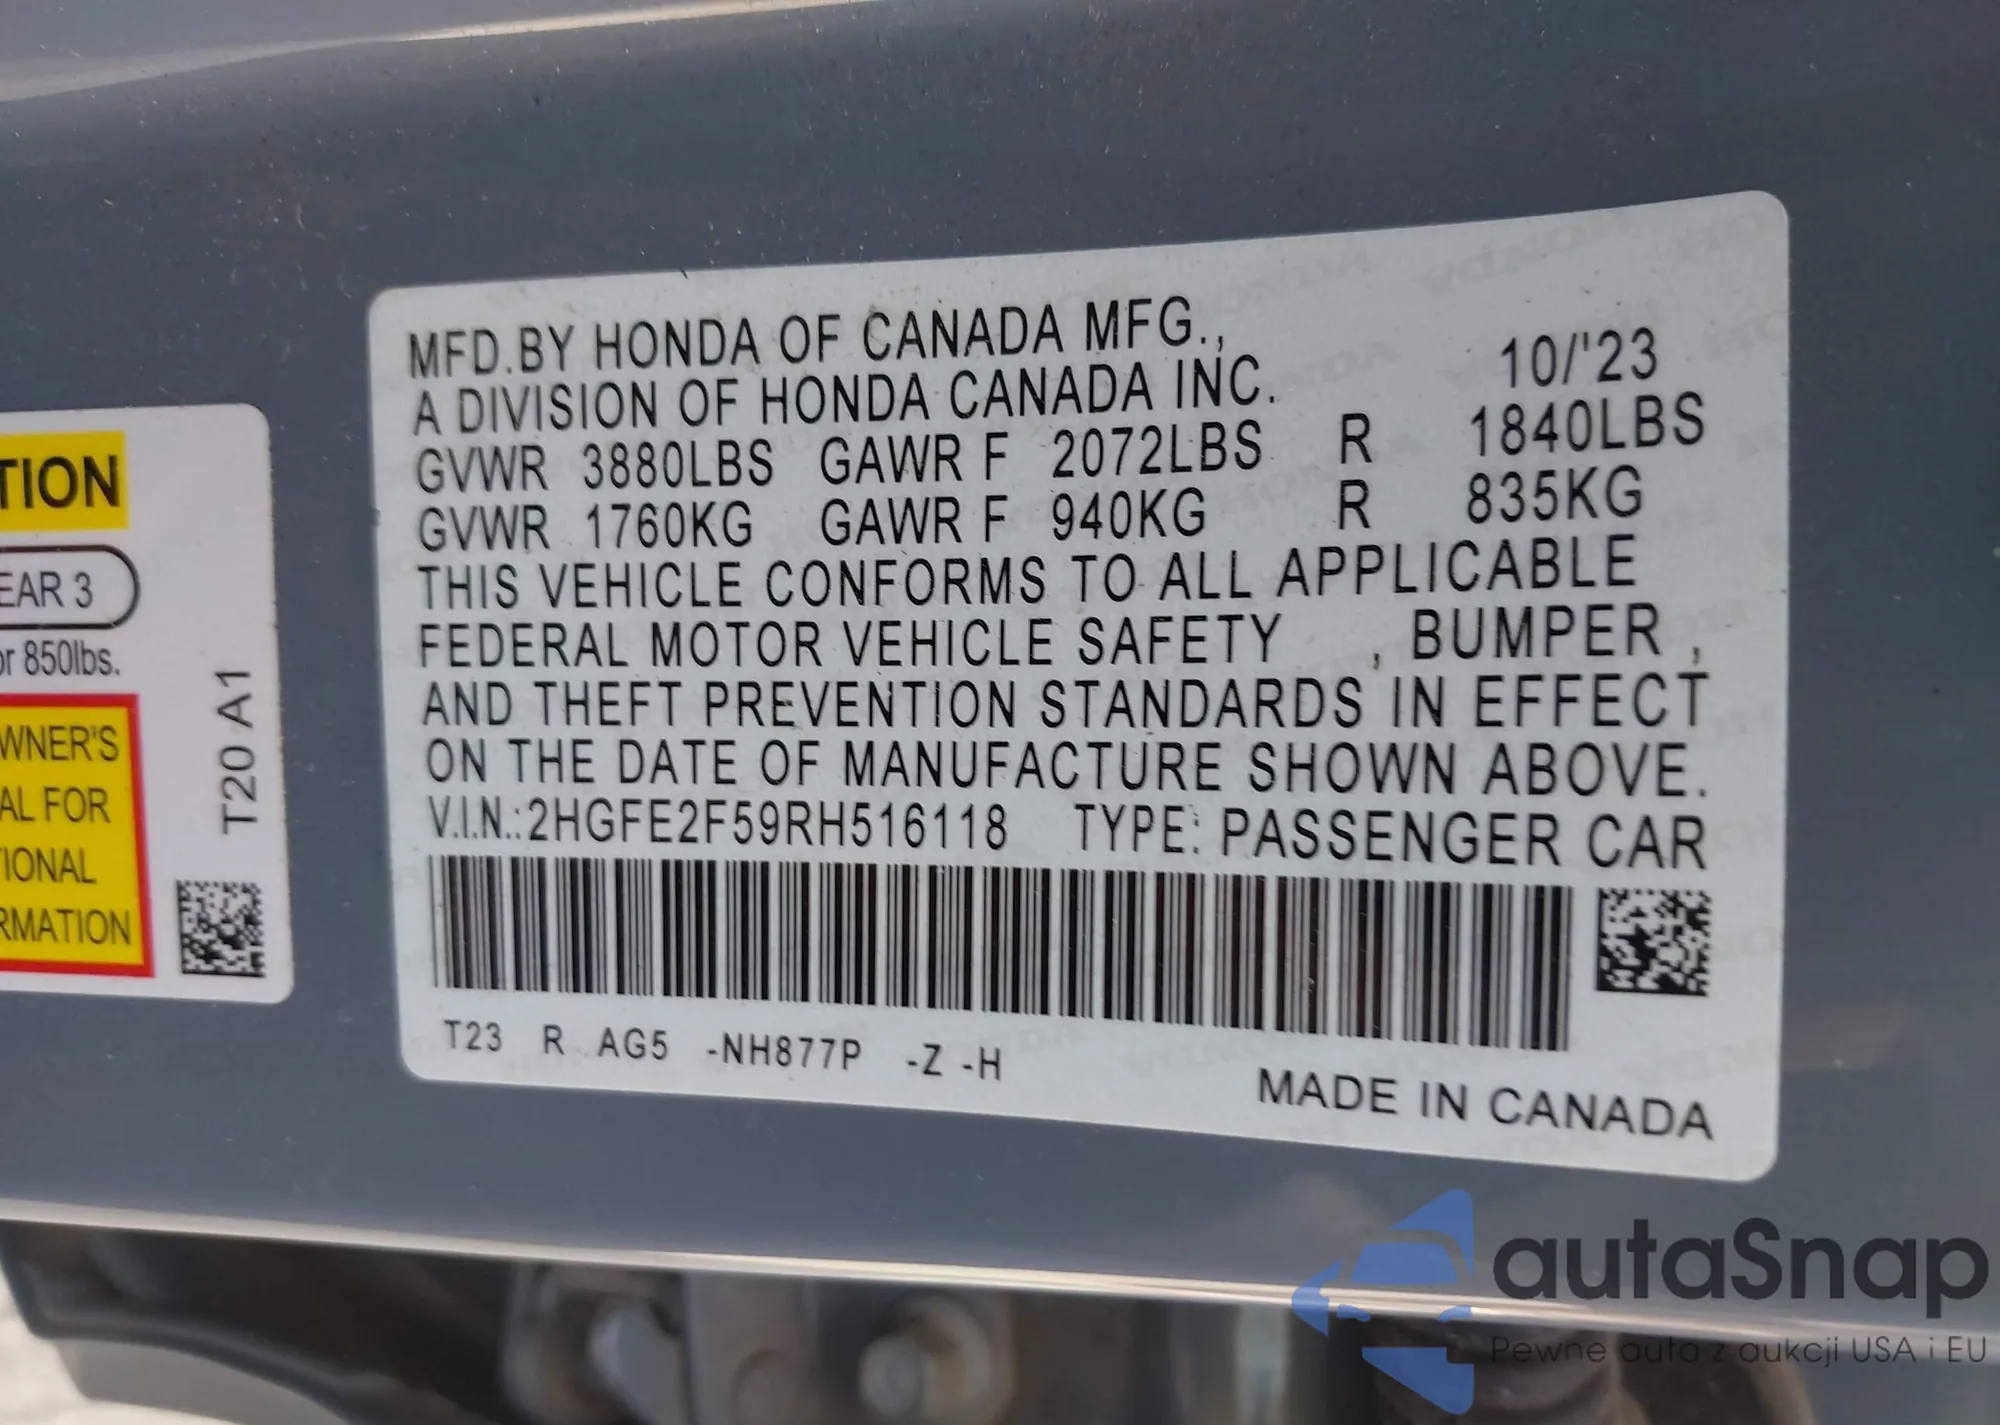 TION
EAR 3
or 850lbs.
WNER'S
AL FOR
TIONAL
RMATION
T20 A1
MFD.BY HONDA OF CANADA MFG., 10/'23
A DIVISION OF HONDA CANADA INC.
GVWR 3880LBS GAWR F 2072LBS R 1840LBS
GVWR 1760KG GAWR F 940KG R 835KG
THIS VEHICLE CONFORMS TO ALL APPLICABLE
FEDERAL MOTOR VEHICLE SAFETY , BUMPER ,
AND THEFT PREVENTION STANDARDS IN EFFECT
ON THE DATE OF MANUFACTURE SHOWN ABOVE.
V.I.N.:2HGFE2F59RH516118 TYPE: PASSENGER CAR
T23 R AG5 -NH877P -Z -H
MADE IN CANADA
autaSnap
Pewne auta z aukcji USA i EU